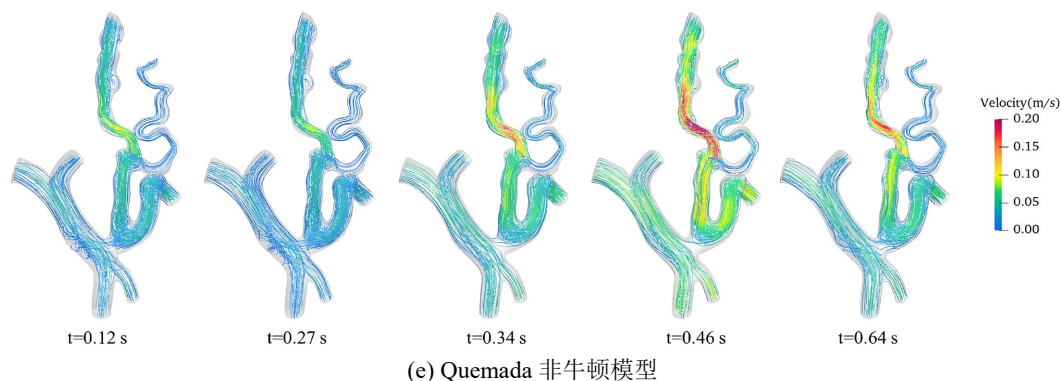 Velocity(m/s)
0.20
0.15
0.10
0.05
0.00
t=0.12 s
t=0.27 s
t=0.34 s
t=0.46 s
t=0.64 s
(e) Quemada 非牛顿模型